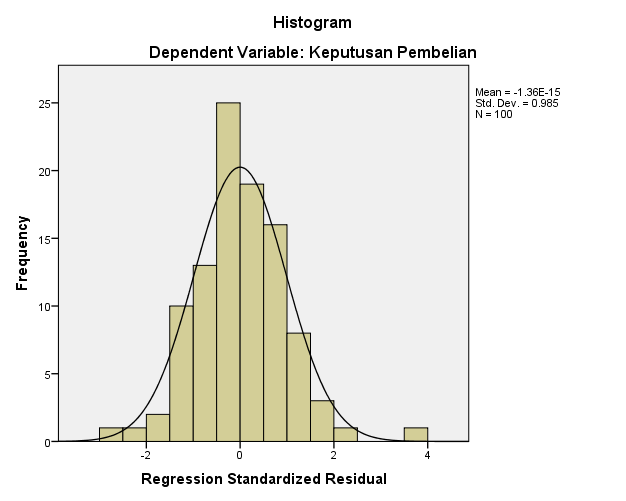 Histogram
Dependent Variable: Keputusan Pembelian
Mean = -1.36E-15
Std. Dev. = 0.985
N = 100
Frequency
25
20
15
10
5
0
-2 0 2 4
Regression Standardized Residual